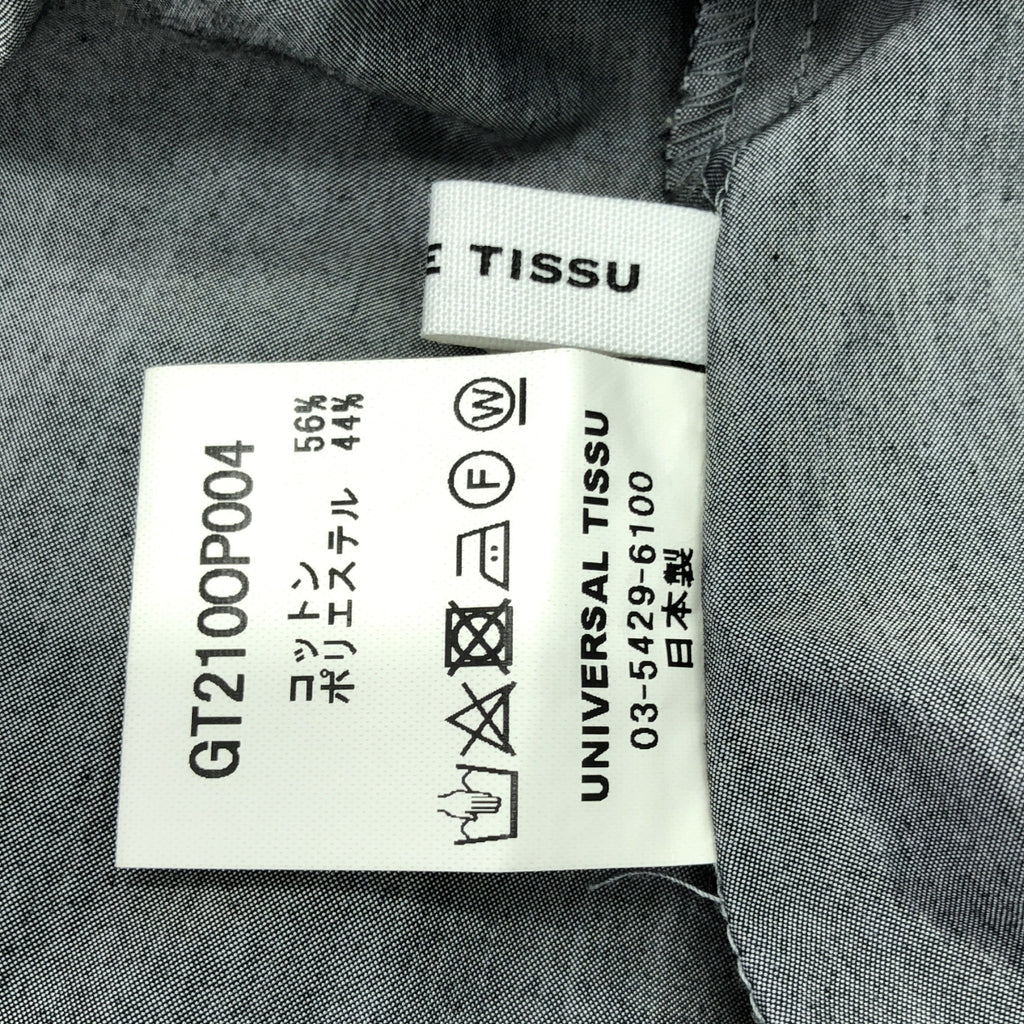 E TISSU
GT2100P004
コットン 56%
ポリエステル 44%
F
W
UNIVERSAL TISSU
03-5429-6100
日本製